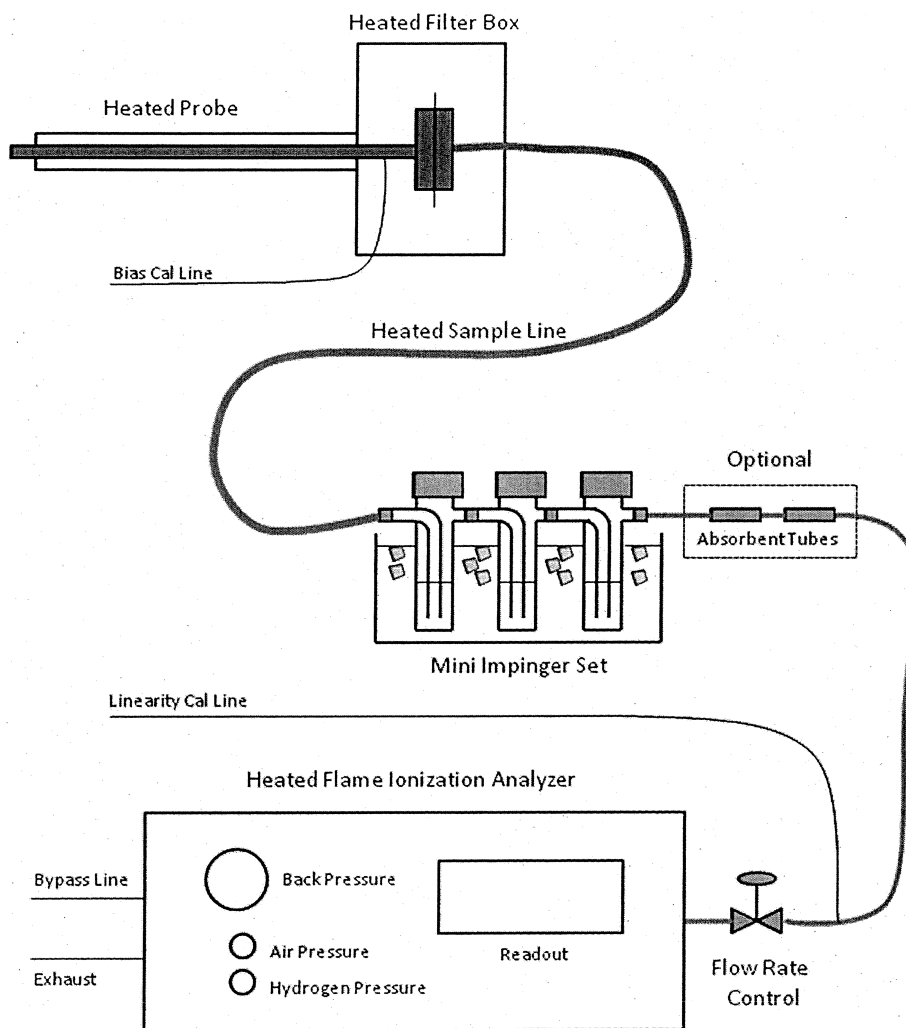 Heated Filter Box
Heated Probe
Bias Cal Line
Heated Sample Line
Optional
Absorbent Tubes
Mini Impinger Set
Linearity Cal Line
Heated Flame Ionization Analyzer
Bypass Line
Back Pressure
Air Pressure
Readout
Exhaust
Hydrogen Pressure
Flow Rate
Control